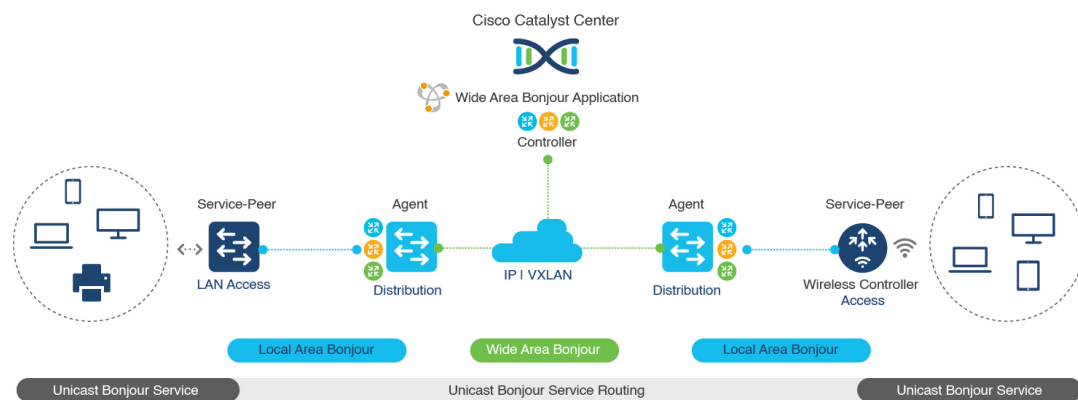 Cisco Catalyst Center
Wide Area Bonjour Application
Controller
Service-Peer
Agent
Agent
Service-Peer
LAN Access
Distribution
IP | VXLAN
Distribution
Wireless Controller
Access
Local Area Bonjour
Wide Area Bonjour
Local Area Bonjour
Unicast Bonjour Service
Unicast Bonjour Service Routing
Unicast Bonjour Service